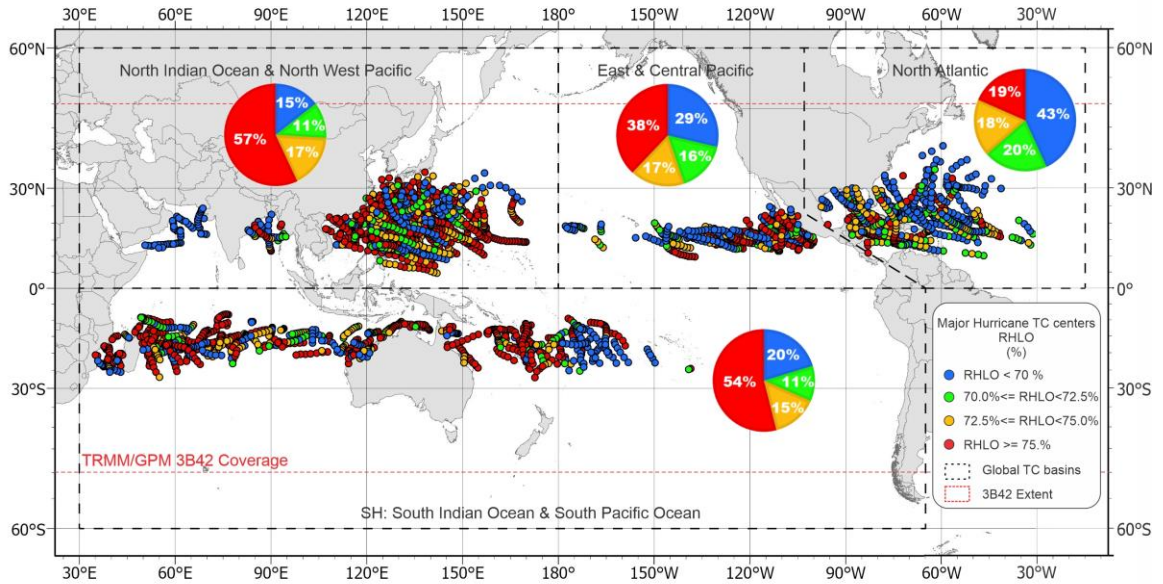 30°E 60°E 90°E 120°E 150°E 180° 150°W 120°W 90°W 60°W 30°W
60°N 60°N
North Indian Ocean & North West Pacific
East & Central Pacific
North Atlantic
15%
11%
17%
57%
29%
16%
17%
38%
43%
20%
18%
19%
30°N 30°N
0° 0°
20%
11%
15%
54%
30°S 30°S
Major Hurricane TC centers
RHLO
(%)
RHLO < 70 %
70.0%<= RHLO<72.5%
72.5%<= RHLO<75.0%
RHLO >= 75.%
Global TC basins
3B42 Extent
TRMM/GPM 3B42 Coverage
SH: South Indian Ocean & South Pacific Ocean
60°S 60°S
30°E 60°E 90°E 120°E 150°E 180° 150°W 120°W 90°W 60°W 30°W